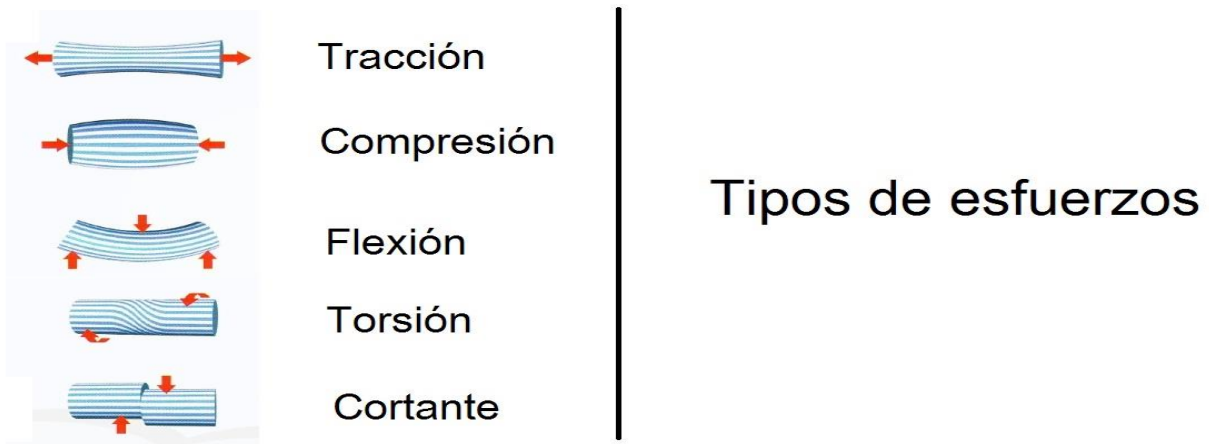 Tracción
Compresión
Flexión
Torsión
Cortante
Tipos de esfuerzos